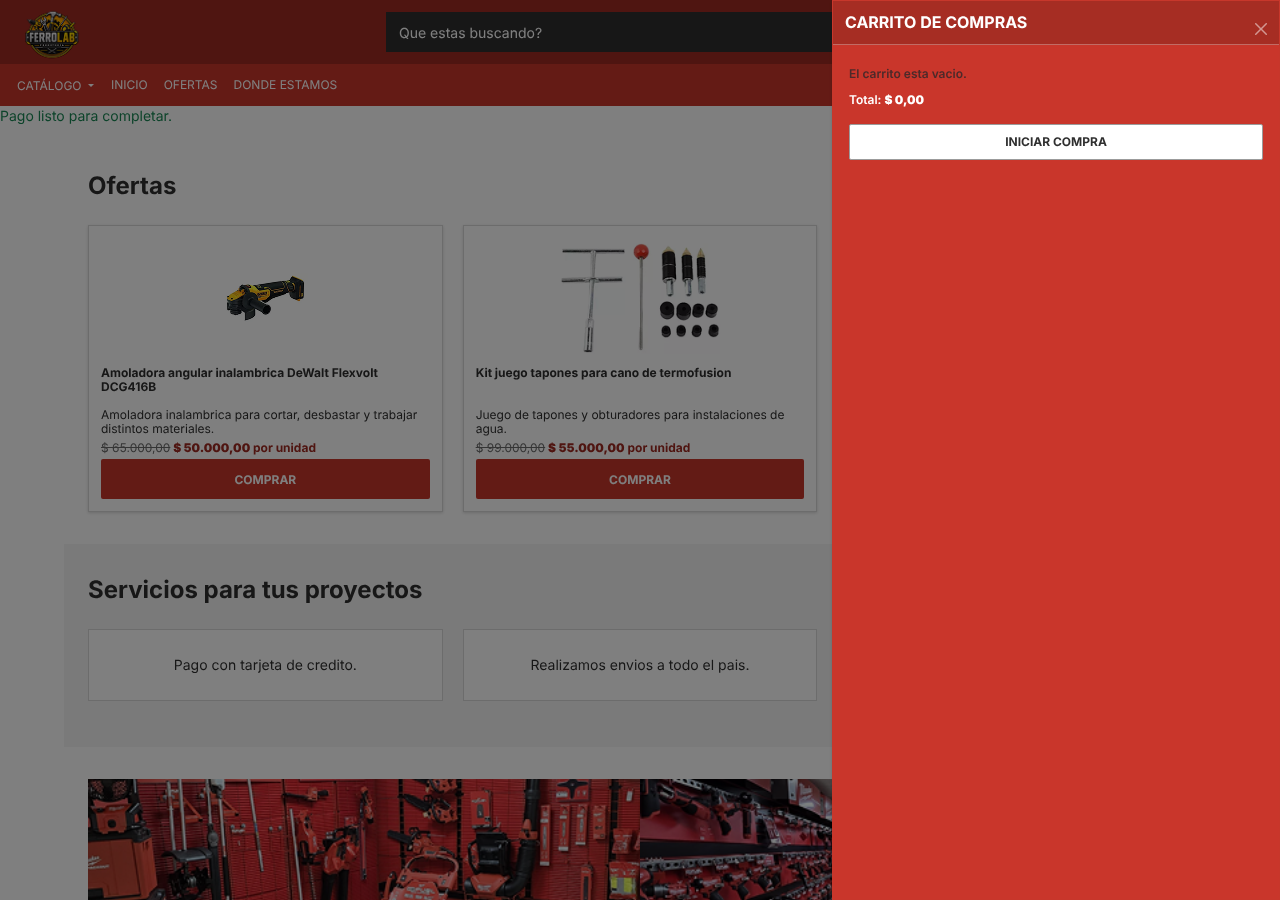 FERROLAB
Que estas buscando?
CARRITO DE COMPRAS
CATÁLOGO
INICIO
OFERTAS
DONDE ESTAMOS
El carrito esta vacio.
Total: $ 0,00
INICIAR COMPRA
Pago listo para completar.
Ofertas
Amoladora angular inalambrica DeWalt Flexvolt
DCG416B
Amoladora inalambrica para cortar, desbastar y trabajar
distintos materiales.
$ 65.000,00 $ 50.000,00 por unidad
COMPRAR
Kit juego tapones para cano de termofusion
Juego de tapones y obturadores para instalaciones de
agua.
$ 99.000,00 $ 55.000,00 por unidad
COMPRAR
Servicios para tus proyectos
Pago con tarjeta de credito.
Realizamos envios a todo el pais.